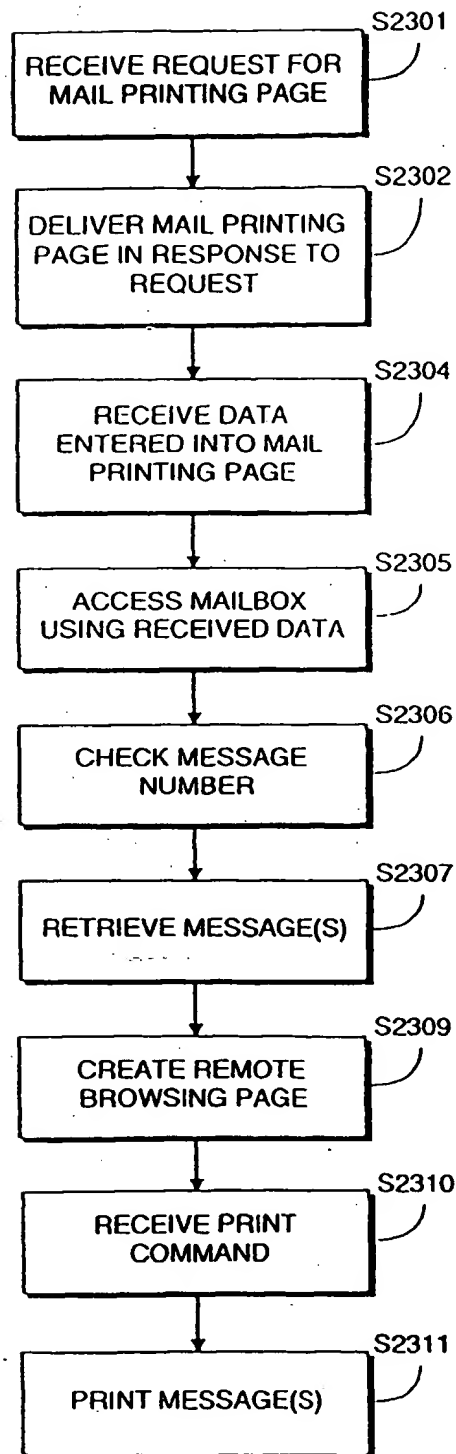 S2301
RECEIVE REQUEST FOR
MAIL PRINTING PAGE
S2302
DELIVER MAIL PRINTING
PAGE IN RESPONSE TO
REQUEST
S2304
RECEIVE DATA
ENTERED INTO MAIL
PRINTING PAGE
S2305
ACCESS MAILBOX
USING RECEIVED DATA
S2306
CHECK MESSAGE
NUMBER
S2307
RETRIEVE MESSAGE(S)
S2309
CREATE REMOTE
BROWSING PAGE
S2310
RECEIVE PRINT
COMMAND
S2311
PRINT MESSAGE(S)